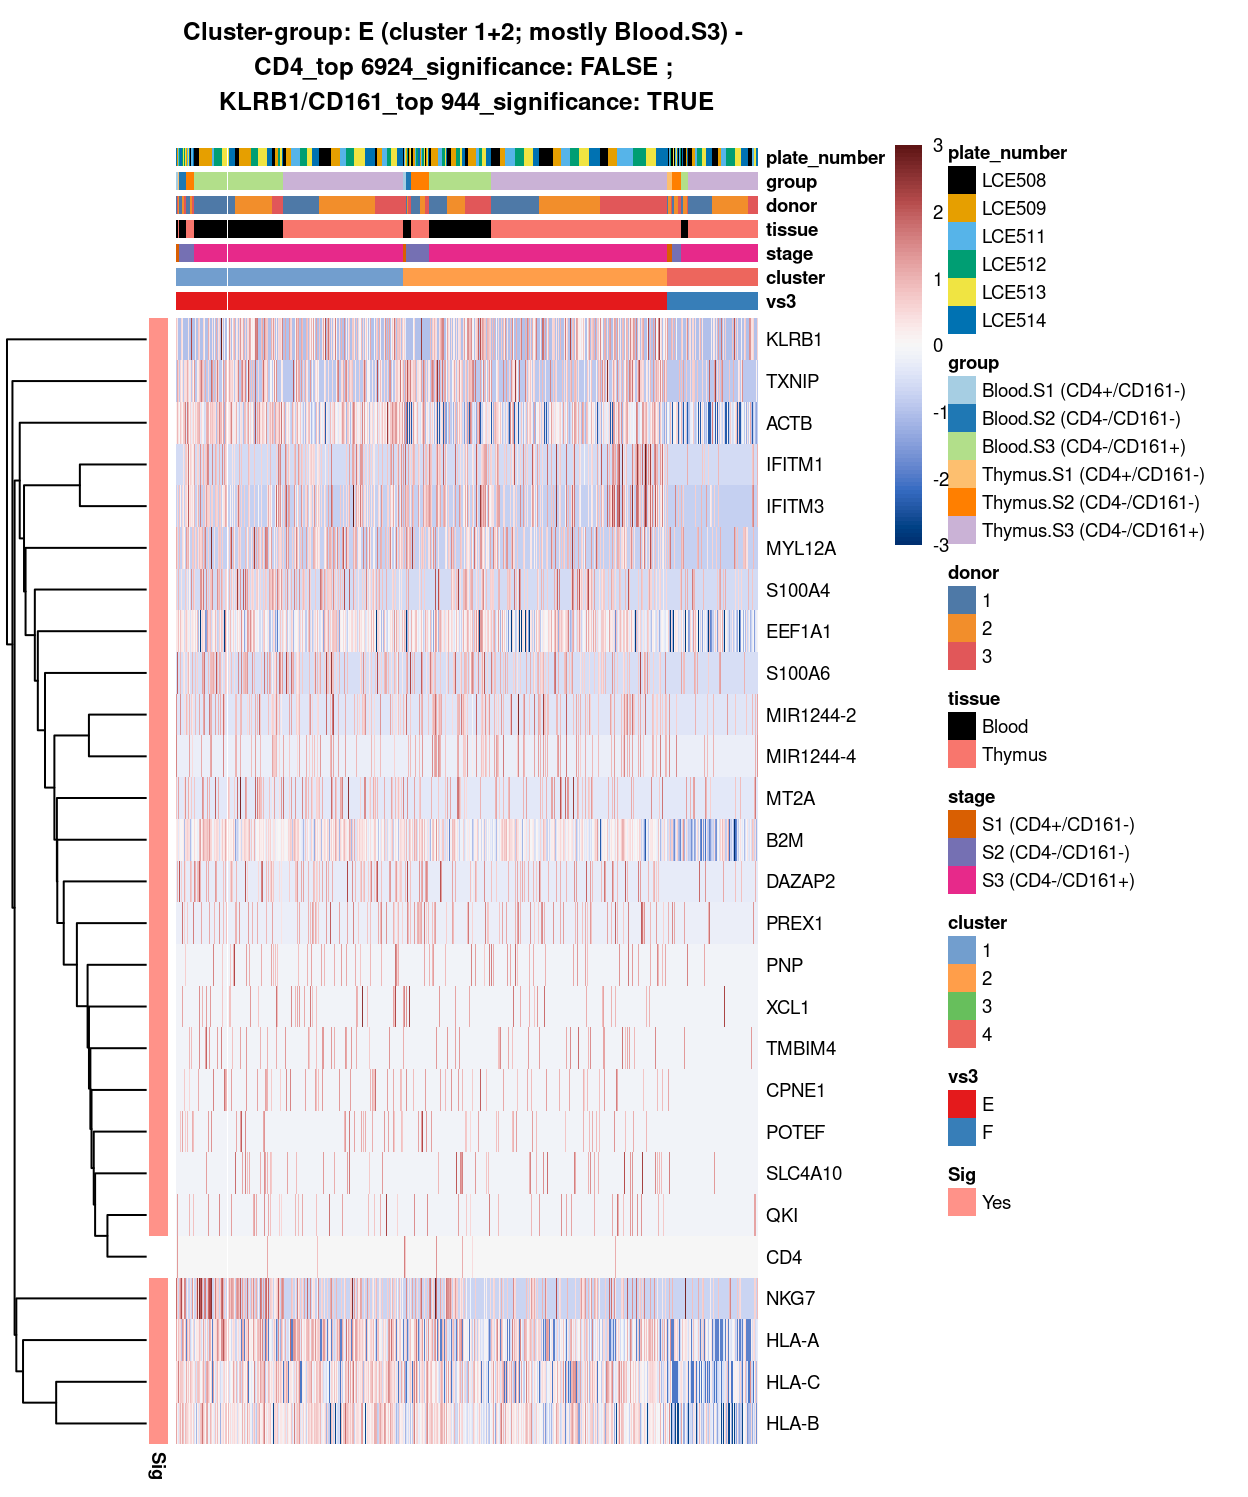 Cluster-group: E (cluster 1+2; mostly Blood.S3) -
CD4_top 6924_significance: FALSE ;
KLRB1/CD161_top 944_significance: TRUE
plate_number
group
donor
tissue
stage
cluster
vs3
KLRB1
TXNIP
ACTB
IFITM1
IFITM3
MYL12A
S100A4
EEF1A1
S100A6
MIR1244-2
MIR1244-4
MT2A
B2M
DAZAP2
PREX1
PNP
XCL1
TMBIM4
CPNE1
POTEF
SLC4A10
QKI
CD4
NKG7
HLA-A
HLA-C
HLA-B
Sig
3
2
1
0
-1
-2
-3
plate_number
LCE508
LCE509
LCE511
LCE512
LCE513
LCE514
group
Blood.S1 (CD4+/CD161-)
Blood.S2 (CD4-/CD161-)
Blood.S3 (CD4-/CD161+)
Thymus.S1 (CD4+/CD161-)
Thymus.S2 (CD4-/CD161-)
Thymus.S3 (CD4-/CD161+)
donor
1
2
3
tissue
Blood
Thymus
stage
S1 (CD4+/CD161-)
S2 (CD4-/CD161-)
S3 (CD4-/CD161+)
cluster
1
2
3
4
vs3
E
F
Sig
Yes